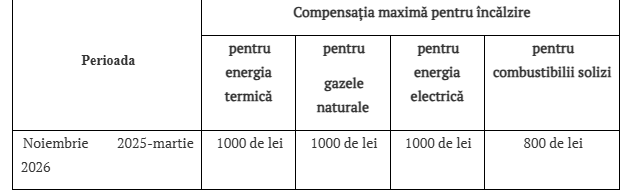 Perioada
Compensația maximă pentru încălzire
pentru energia termică
pentru gazele naturale
pentru energia electrică
pentru combustibilii solizi
Noiembrie 2025-martie
2026
1000 de lei
1000 de lei
1000 de lei
800 de lei